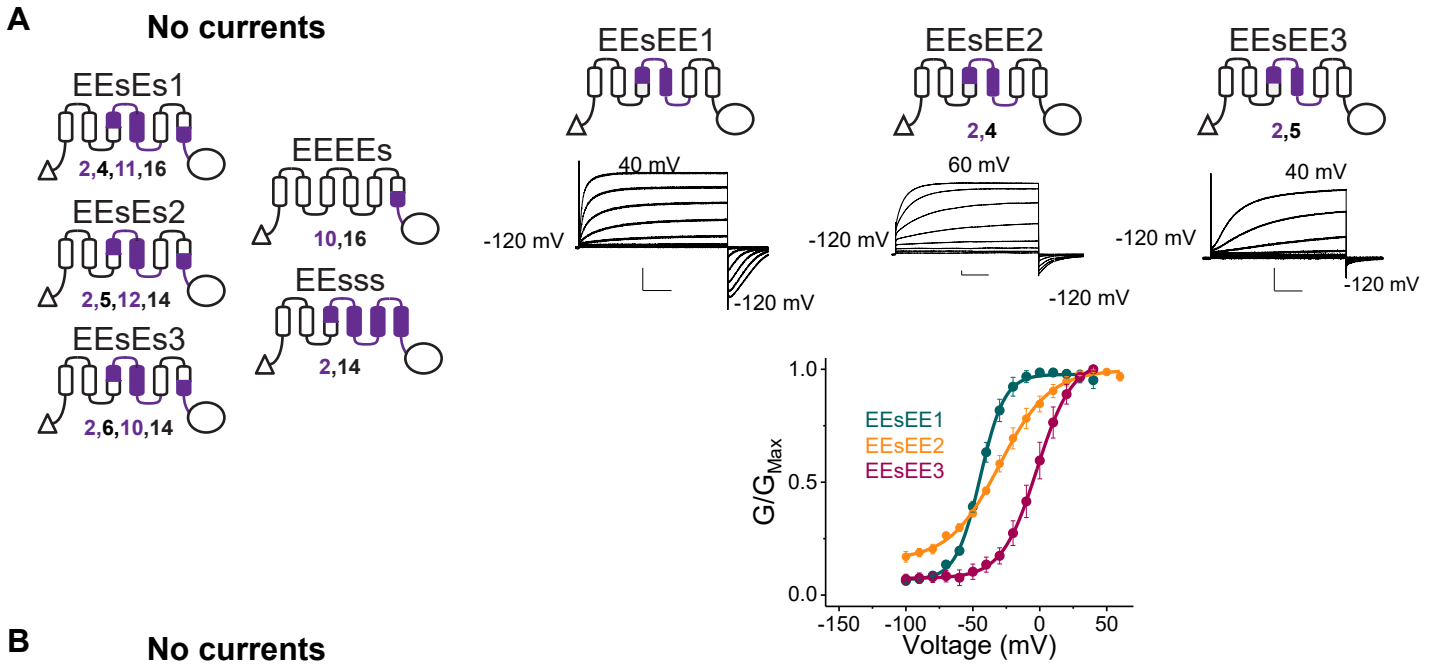 A
No currents
EEsEs1
2,4,11,16
EEsEs2
2,5,12,14
EEsEs3
2,6,10,14
EEEEs
10,16
EEsss
2,14
EEsEE1
40 mV
-120 mV
-120 mV
EEsEE2
2,4
60 mV
-120 mV
-120 mV
EEsEE3
2,5
40 mV
-120 mV
-120 mV
G/GMax
1.0
0.5
0.0
EEsEE1
EEsEE2
EEsEE3
-150 -100 -50 0 50
Voltage (mV)
B
No currents